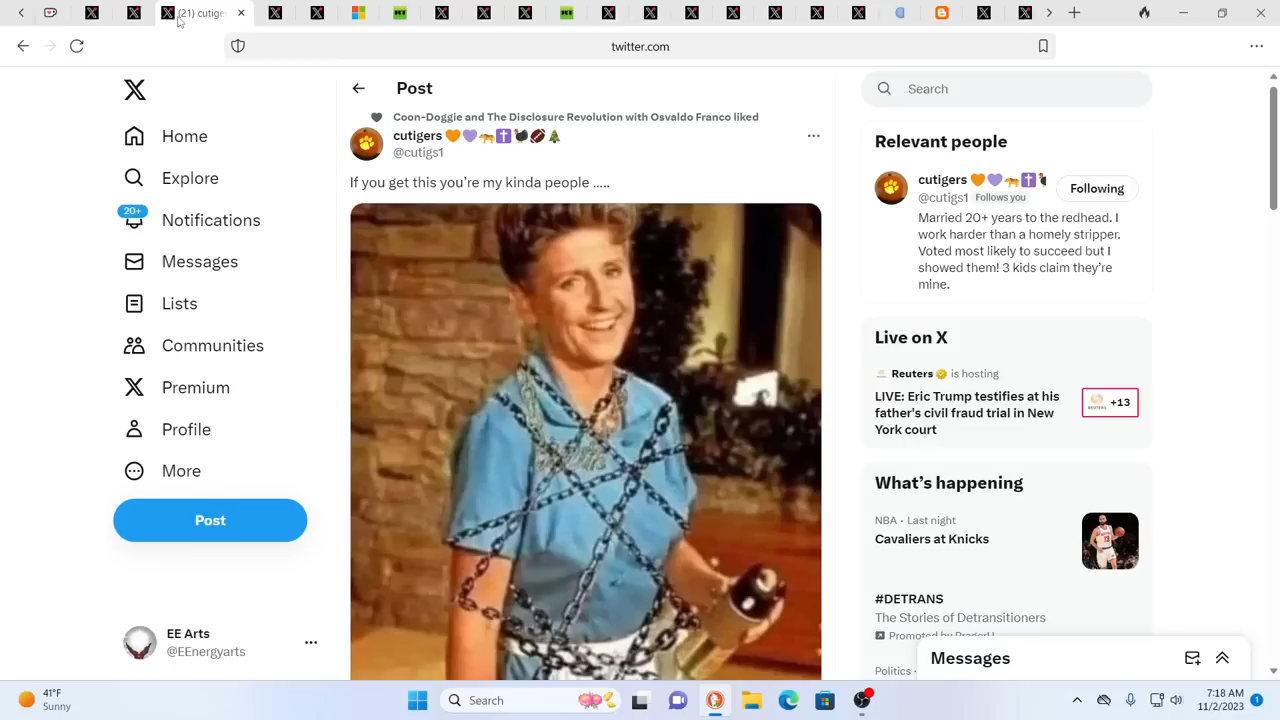 (21) cutige
twitter.com
Post
Search
Coon-Doggie and The Disclosure Revolution with Osvaldo Franco liked
cutigers 🧡💜🐅✝️🦃🏈🎄
@cutigs1
If you get this you’re my kinda people .....
Home
Explore
20+
Notifications
Messages
Lists
Communities
Premium
Profile
More
Post
EE Arts
@EEnergyarts
Relevant people
cutigers 🧡💜🐅✝️
@cutigs1 Follows you
Following
Married 20+ years to the redhead. I
work harder than a homely stripper.
Voted most likely to succeed but I
showed them! 3 kids claim they’re
mine.
Live on X
Reuters is hosting
LIVE: Eric Trump testifies at his
father's civil fraud trial in New
York court
REUTERS
+13
What’s happening
NBA · Last night
Cavaliers at Knicks
#DETRANS
The Stories of Detransitioners
Promoted by PragerU
Politics ·
Messages
41°F
Sunny
Search
7:18 AM
11/2/2023
1